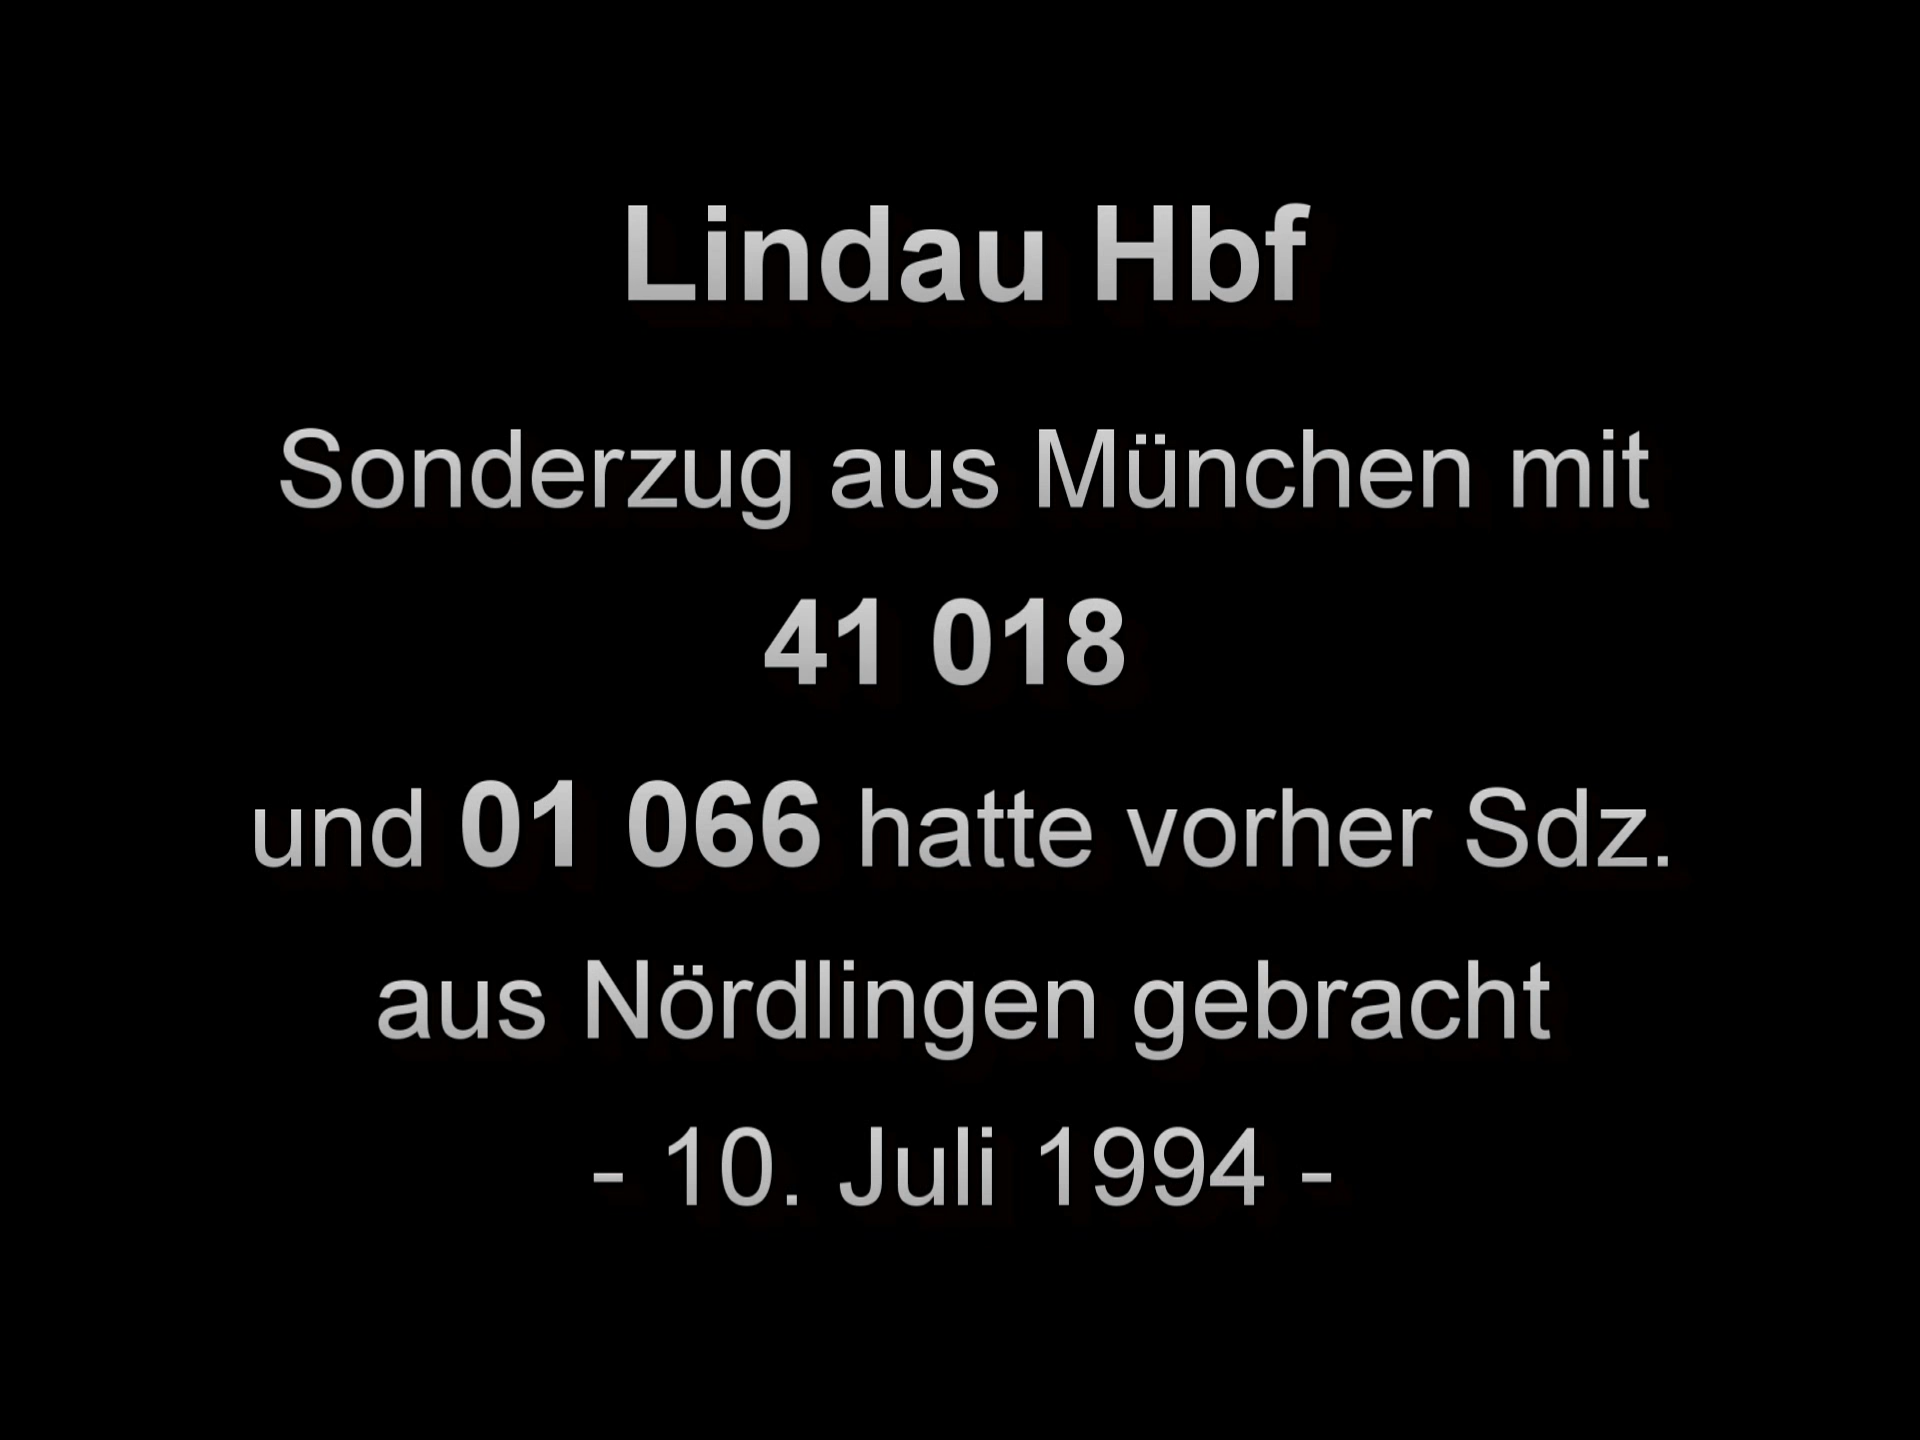 Lindau Hbf
Sonderzug aus München mit
41 018
und 01 066 hatte vorher Sdz.
aus Nördlingen gebracht
- 10. Juli 1994 -